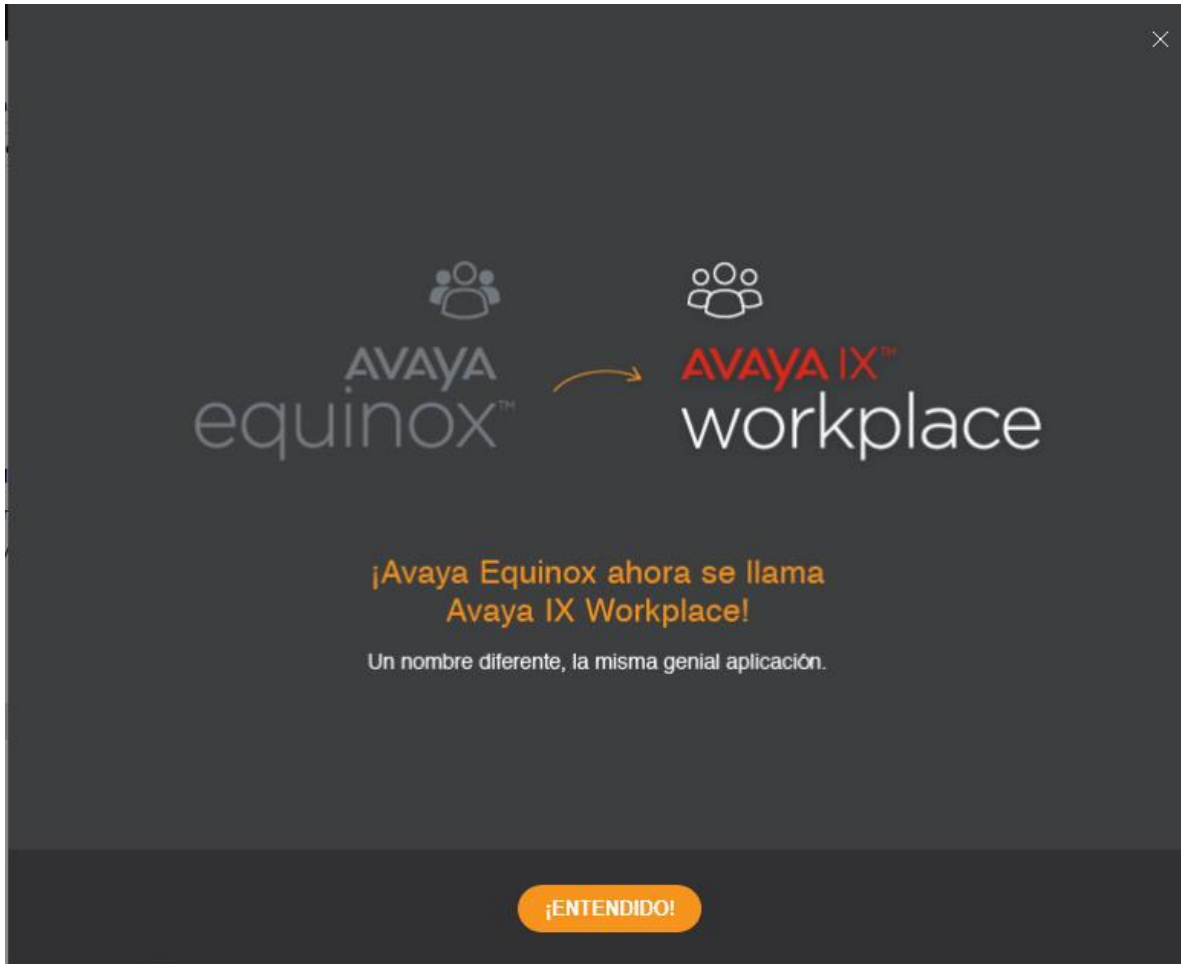 AVAYA
equinox™
AVAYA IX™
workplace
¡Avaya Equinox ahora se llama
Avaya IX Workplace!
Un nombre diferente, la misma genial aplicación.
¡ENTENDIDO!